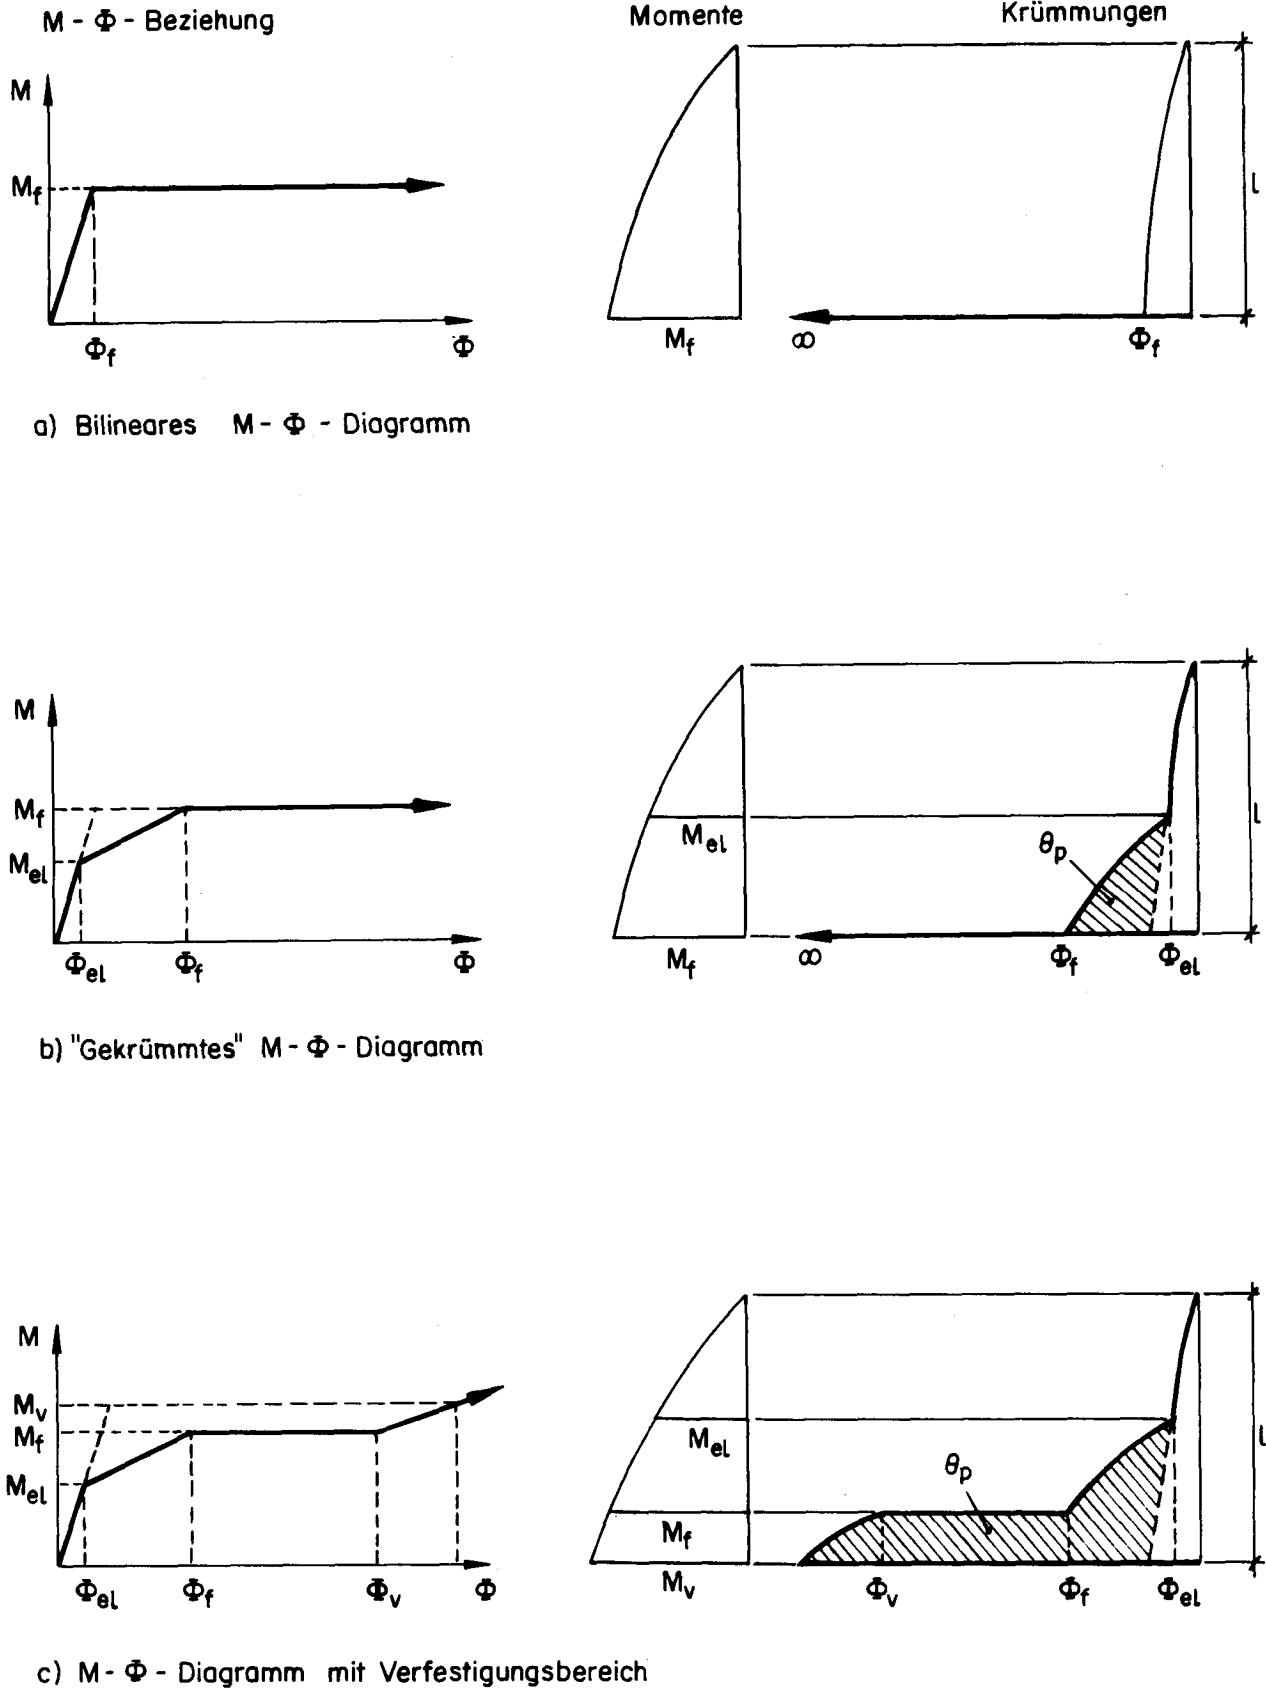 M - Φ - Beziehung
Momente
Krümmungen
M
M_f
Φ_f
Φ
M_f
∞
Φ_f
l
a) Bilineares M - Φ - Diagramm
M
M_f
M_el
Φ_el
Φ_f
Φ
M_el
M_f
θ_p
∞
Φ_f
Φ_el
l
b) "Gekrümmtes" M - Φ - Diagramm
M
M_v
M_f
M_el
Φ_el
Φ_f
Φ_v
Φ
M_el
M_f
M_v
θ_p
Φ_v
Φ_f
Φ_el
l
c) M - Φ - Diagramm mit Verfestigungsbereich